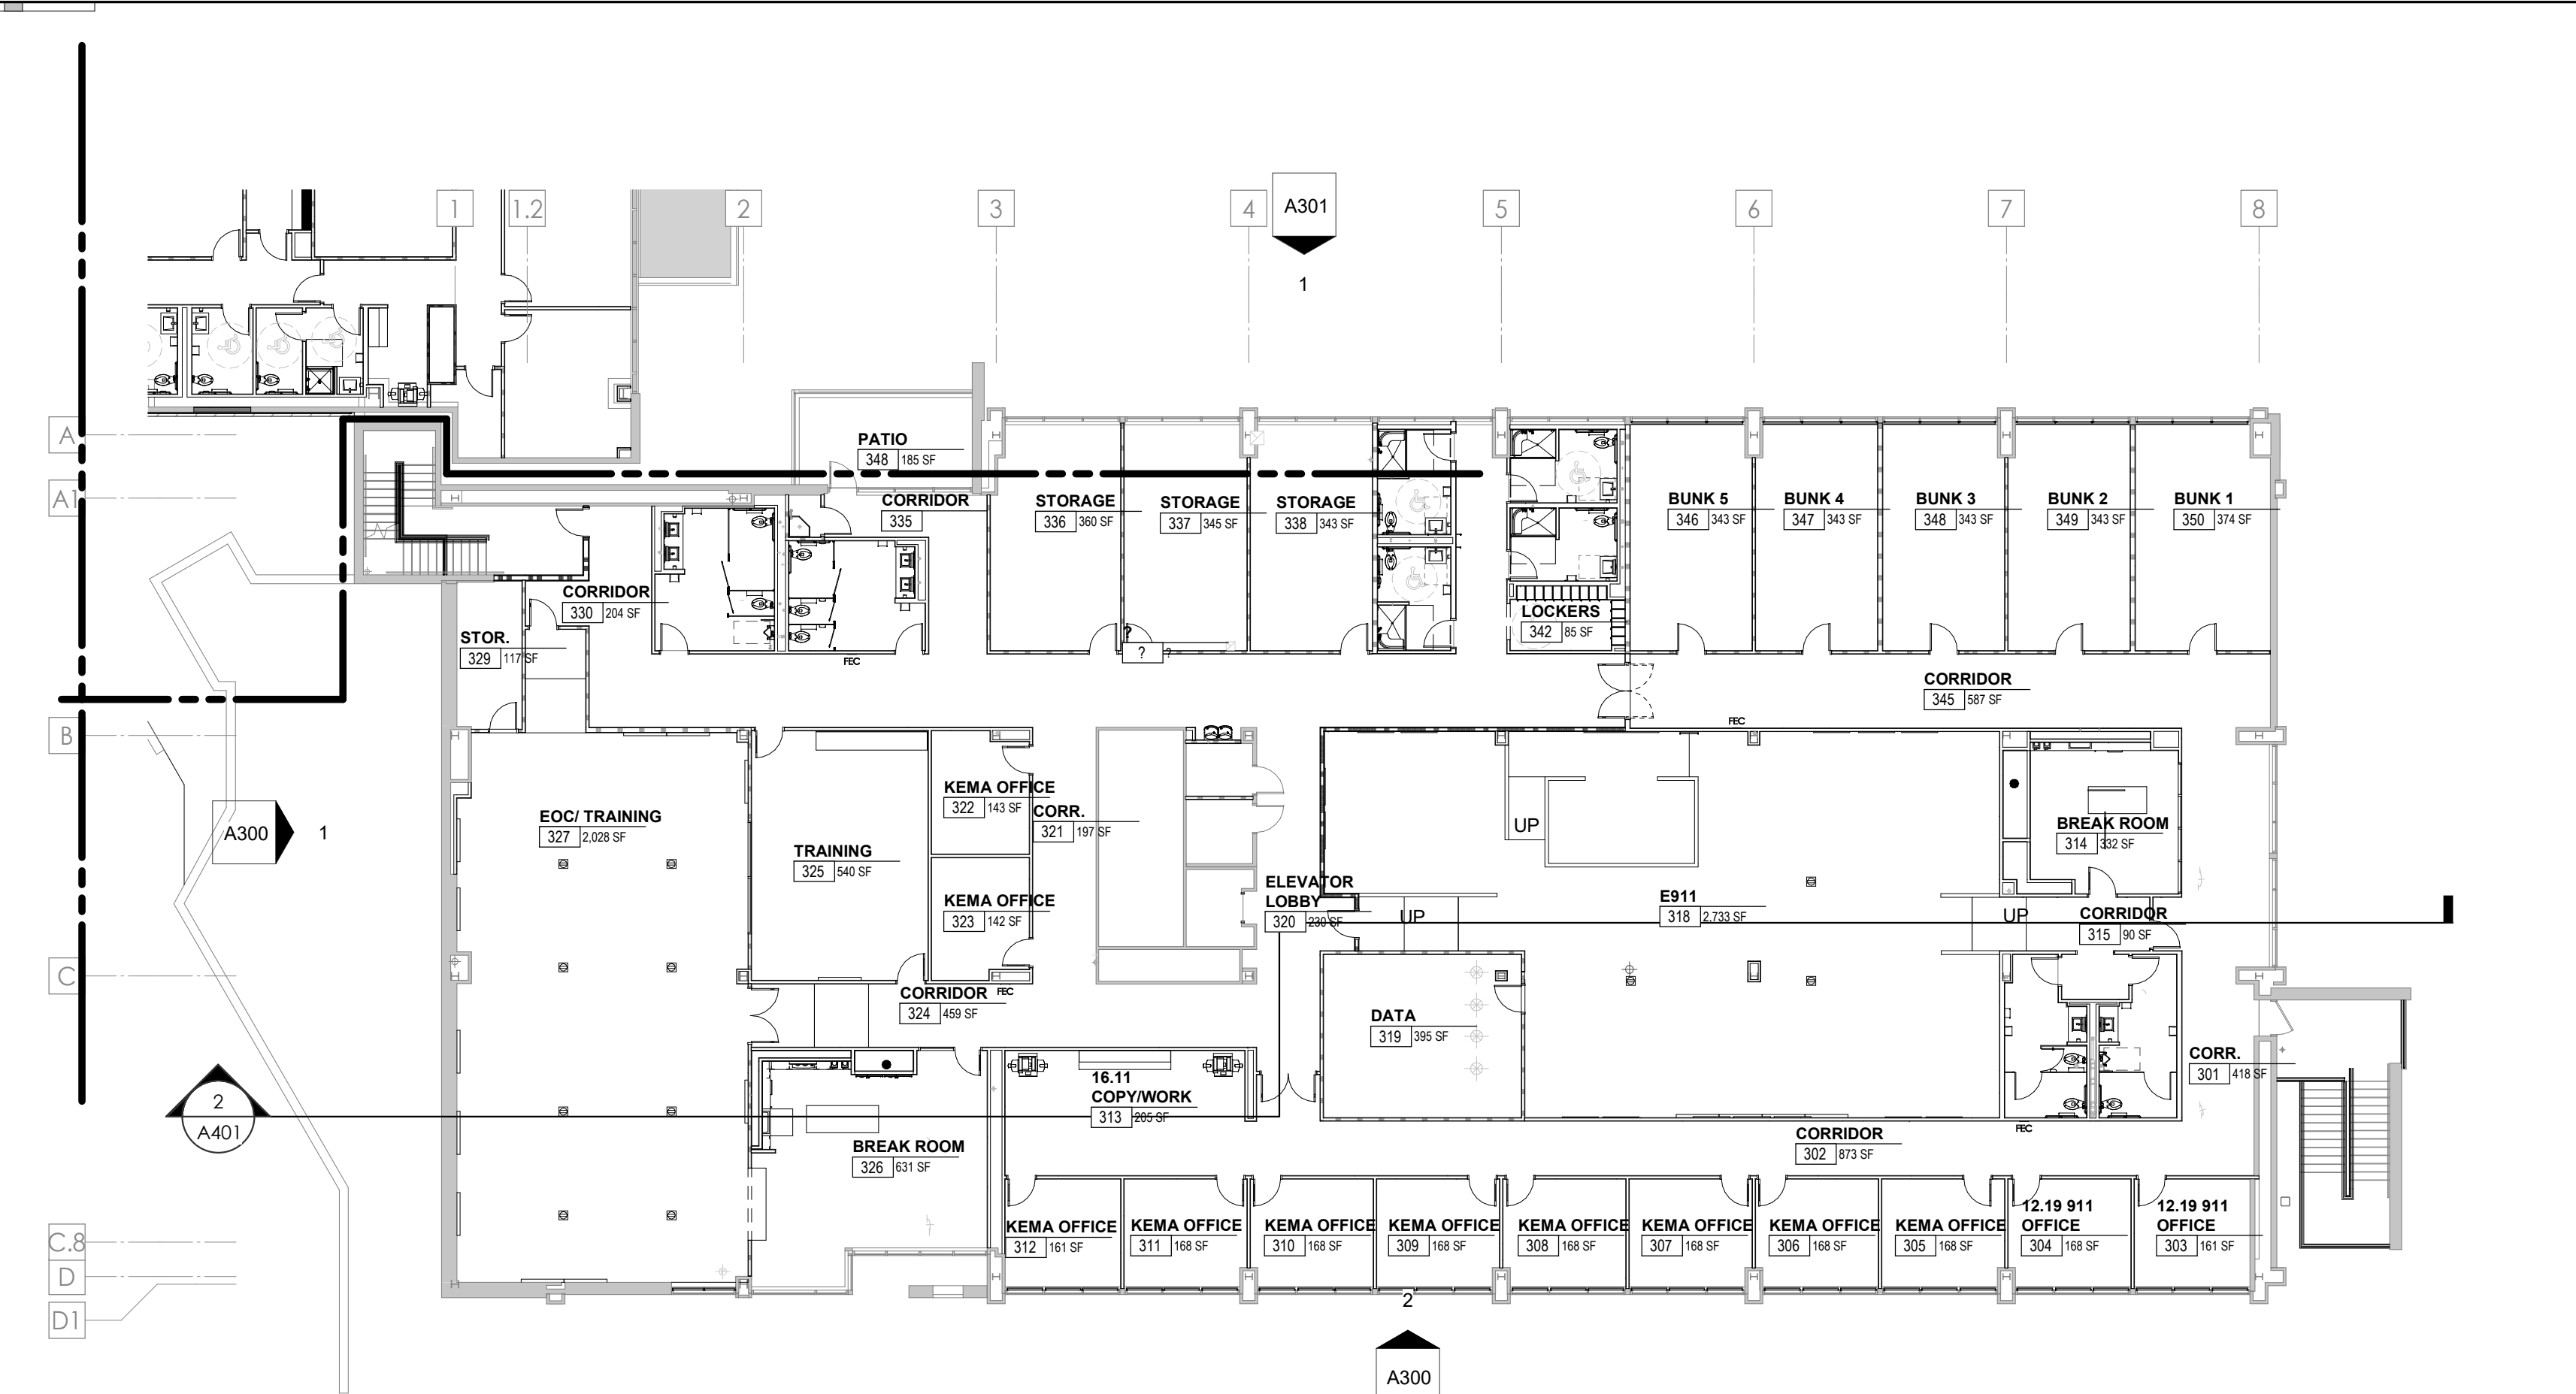 1
1.2
2
3
4
A301
1
5
6
7
8
A
A1
B
C
C.8
D
D1
PATIO
348 185 SF
CORRIDOR
335
STORAGE
336 360 SF
STORAGE
337 345 SF
STORAGE
338 343 SF
BUNK 5
346 343 SF
BUNK 4
347 343 SF
BUNK 3
348 343 SF
BUNK 2
349 343 SF
BUNK 1
350 374 SF
CORRIDOR
330 204 SF
STOR.
329 117 SF
FEC
?
? ?
LOCKERS
342 85 SF
CORRIDOR
345 587 SF
FEC
A300 1
EOC/ TRAINING
327 2,028 SF
TRAINING
325 540 SF
KEMA OFFICE
322 143 SF
CORR.
321 197 SF
KEMA OFFICE
323 142 SF
ELEVATOR
LOBBY
320 230 SF
UP
UP
E911
318 2,733 SF
UP
BREAK ROOM
314 332 SF
CORRIDOR
315 90 SF
CORRIDOR
324 459 SF
FEC
DATA
319 395 SF
CORR.
301 418 SF
16.11
COPY/WORK
313 205 SF
2
A401
BREAK ROOM
326 631 SF
FEC
CORRIDOR
302 873 SF
KEMA OFFICE
312 161 SF
KEMA OFFICE
311 168 SF
KEMA OFFICE
310 168 SF
KEMA OFFICE
309 168 SF
KEMA OFFICE
308 168 SF
KEMA OFFICE
307 168 SF
KEMA OFFICE
306 168 SF
KEMA OFFICE
305 168 SF
12.19 911
OFFICE
304 168 SF
12.19 911
OFFICE
303 161 SF
2
A300